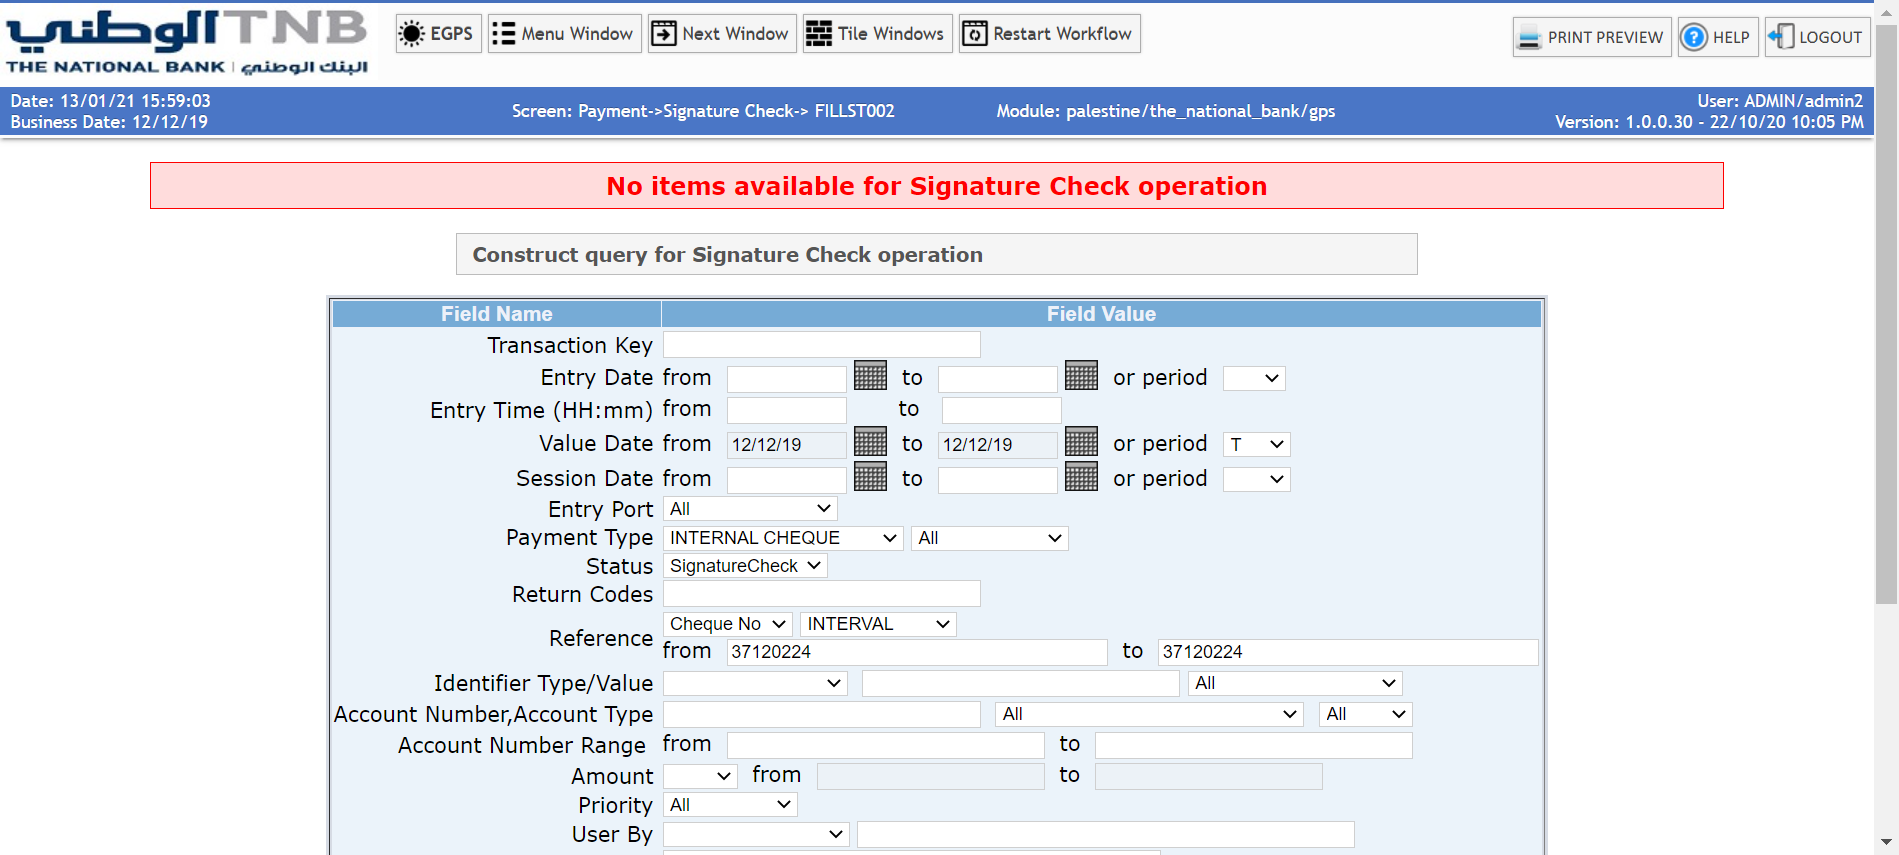 الوطني TNB
THE NATIONAL BANK | البنك الوطني
EGPS
Menu Window
Next Window
Tile Windows
Restart Workflow
PRINT PREVIEW
HELP
LOGOUT
Date: 13/01/21 15:59:03
Business Date: 12/12/19
Screen: Payment->Signature Check-> FILLST002
Module: palestine/the_national_bank/gps
User: ADMIN/admin2
Version: 1.0.0.30 - 22/10/20 10:05 PM
No items available for Signature Check operation
Construct query for Signature Check operation
Field Name Field Value
Transaction Key
Entry Date from to or period
Entry Time (HH:mm) from to
Value Date from 12/12/19 to 12/12/19 or period T
Session Date from to or period
Entry Port All
Payment Type INTERNAL CHEQUE All
Status SignatureCheck
Return Codes
Reference Cheque No INTERVAL
from 37120224 to 37120224
Identifier Type/Value All
Account Number,Account Type All All
Account Number Range from to
Amount from to
Priority All
User By